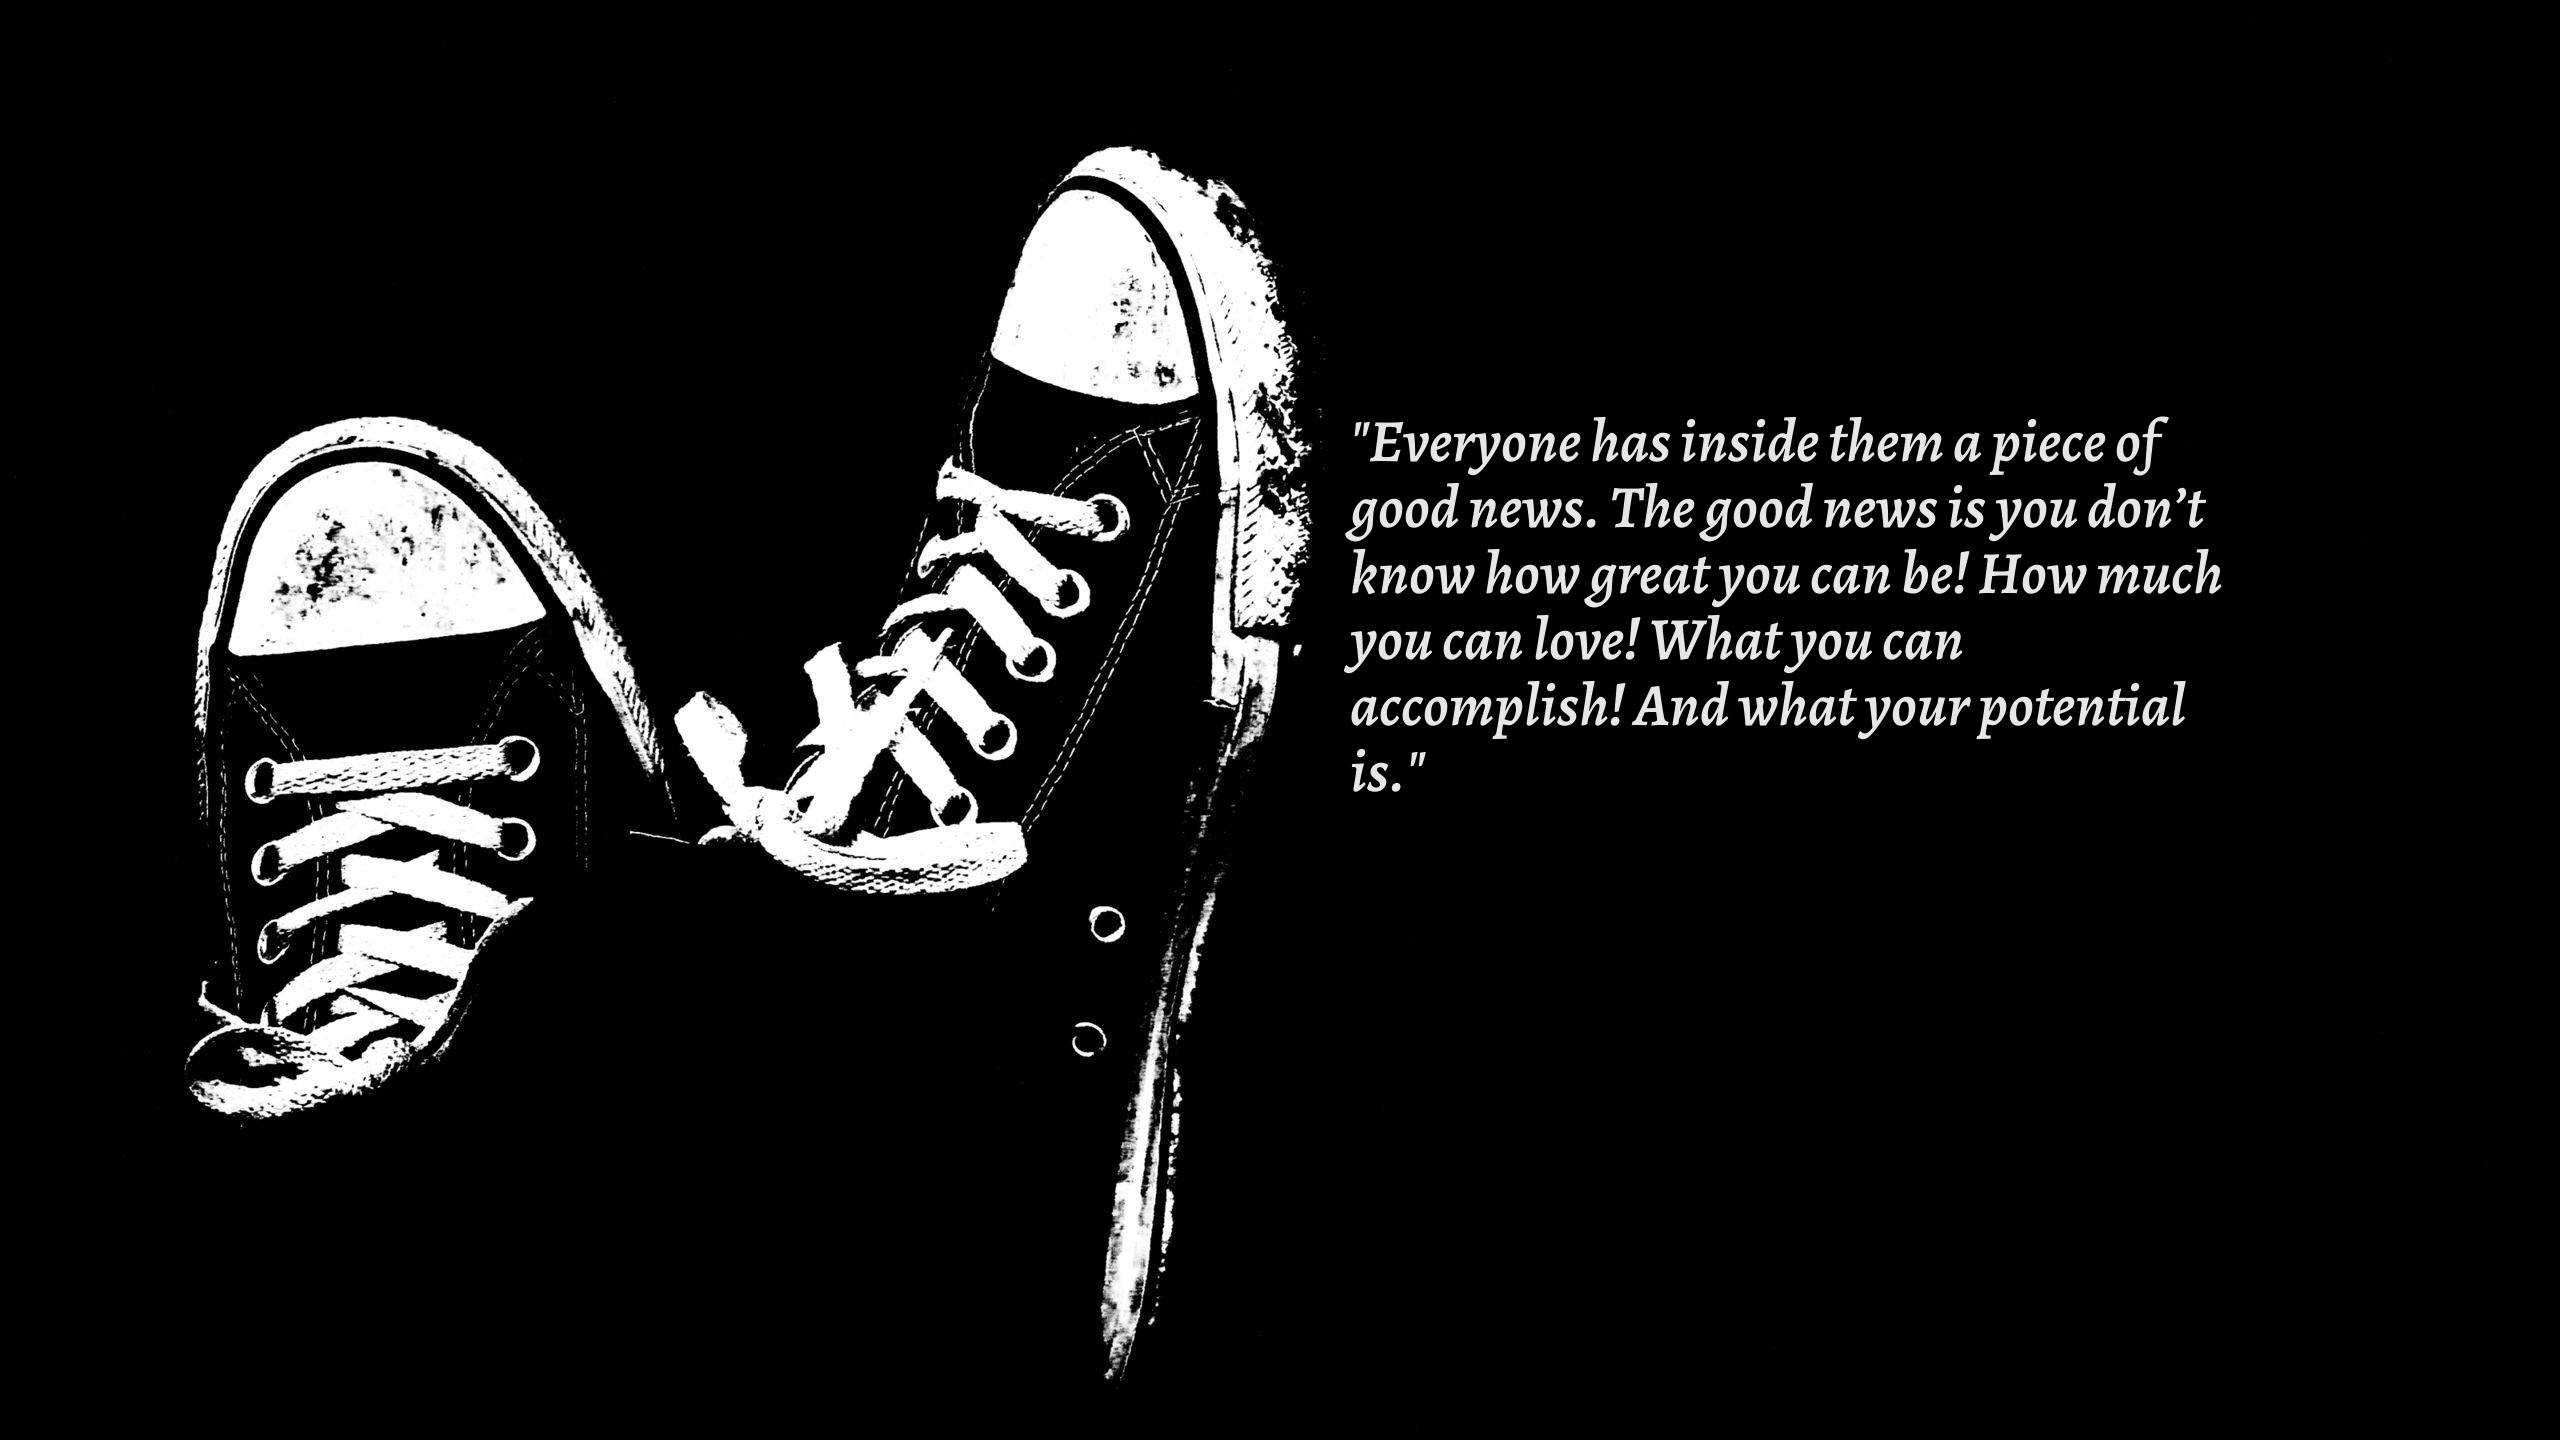 "Everyone has inside them a piece of
good news. The good news is you don’t
know how great you can be! How much
you can love! What you can
accomplish! And what your potential
is."